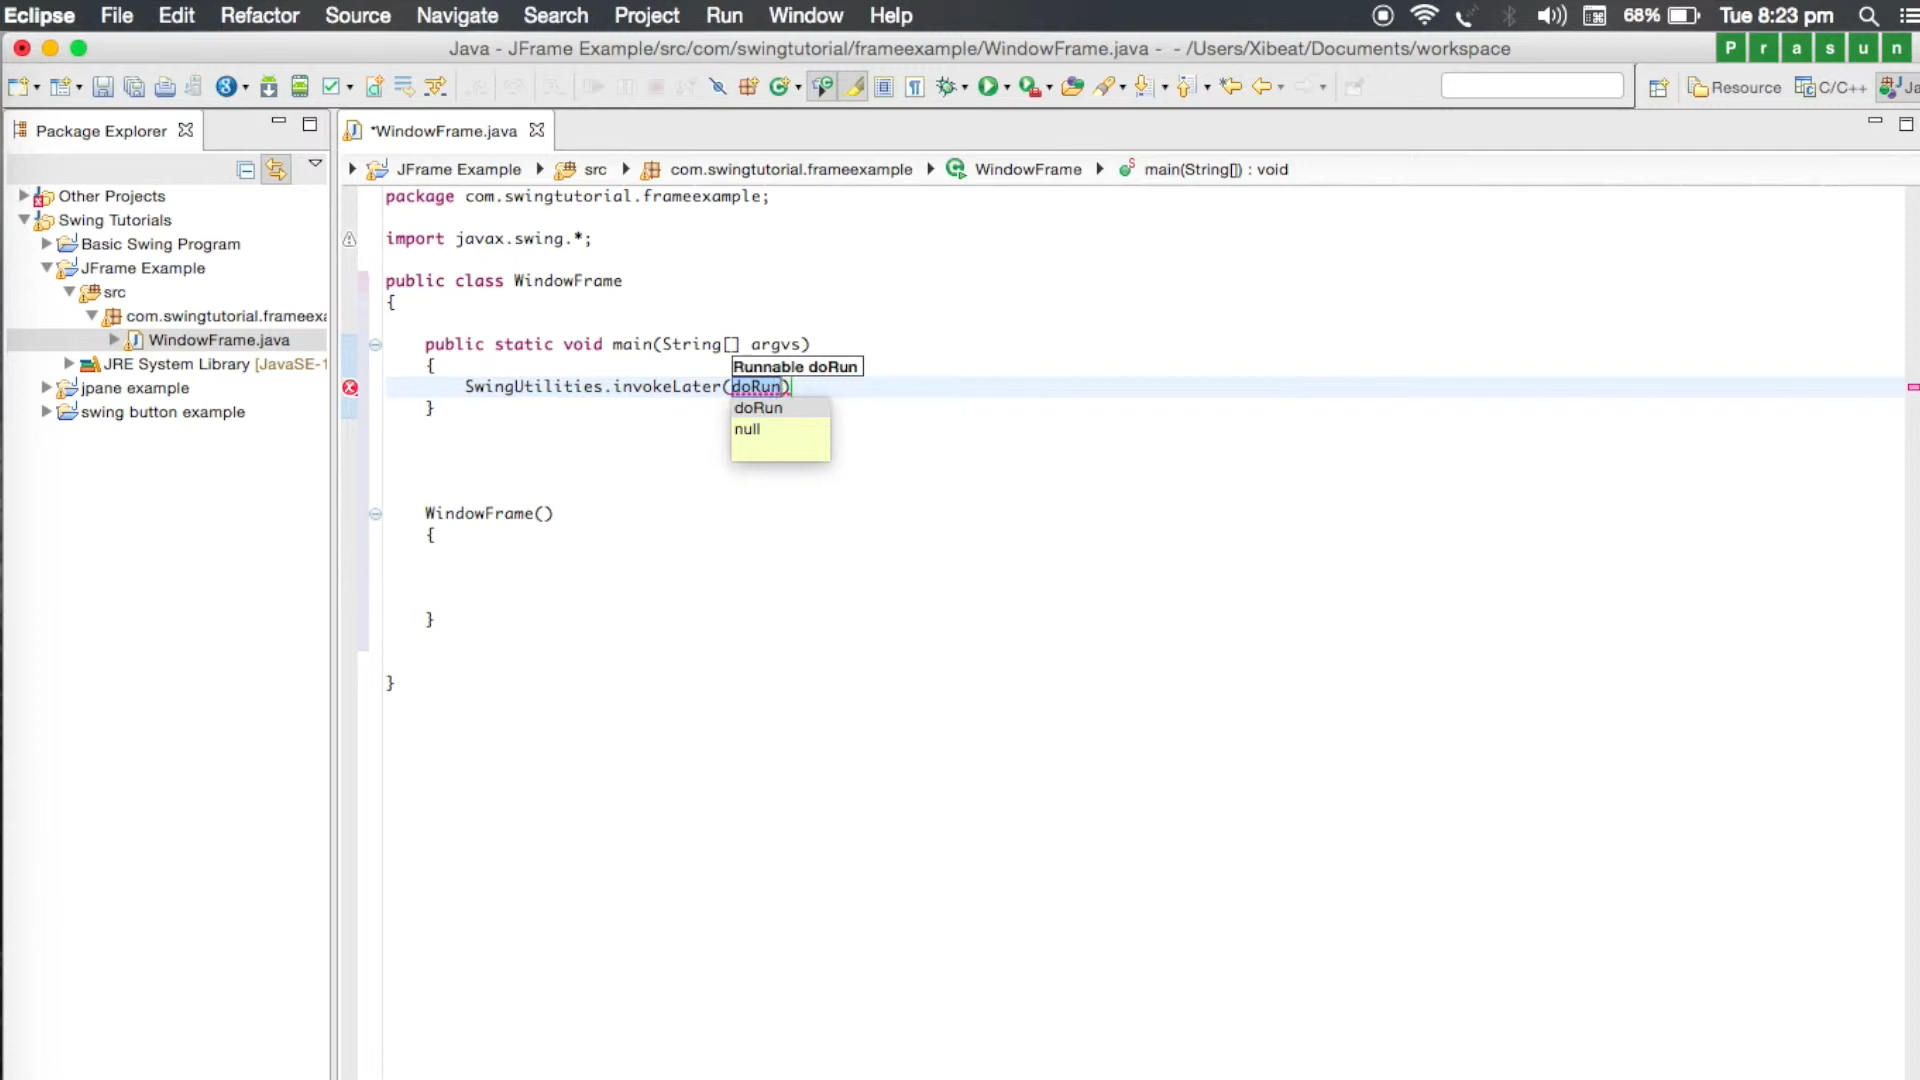 Eclipse File Edit Refactor Source Navigate Search Project Run Window Help 68% Tue 8:23 pm
Java - JFrame Example/src/com/swingtutorial/frameexample/WindowFrame.java - - /Users/Xibeat/Documents/workspace
P r a s u n
Resource C/C++ Ja
Package Explorer
*WindowFrame.java
JFrame Example src com.swingtutorial.frameexample WindowFrame main(String[]) : void
Other Projects
Swing Tutorials
Basic Swing Program
JFrame Example
src
com.swingtutorial.frameexa
WindowFrame.java
JRE System Library [JavaSE-1
jpane example
swing button example
package com.swingtutorial.frameexample;
import javax.swing.*;
public class WindowFrame
{
public static void main(String[] argvs)
{
Runnable doRun
SwingUtilities.invokeLater(doRun)
doRun
null
}
WindowFrame()
{
}
}